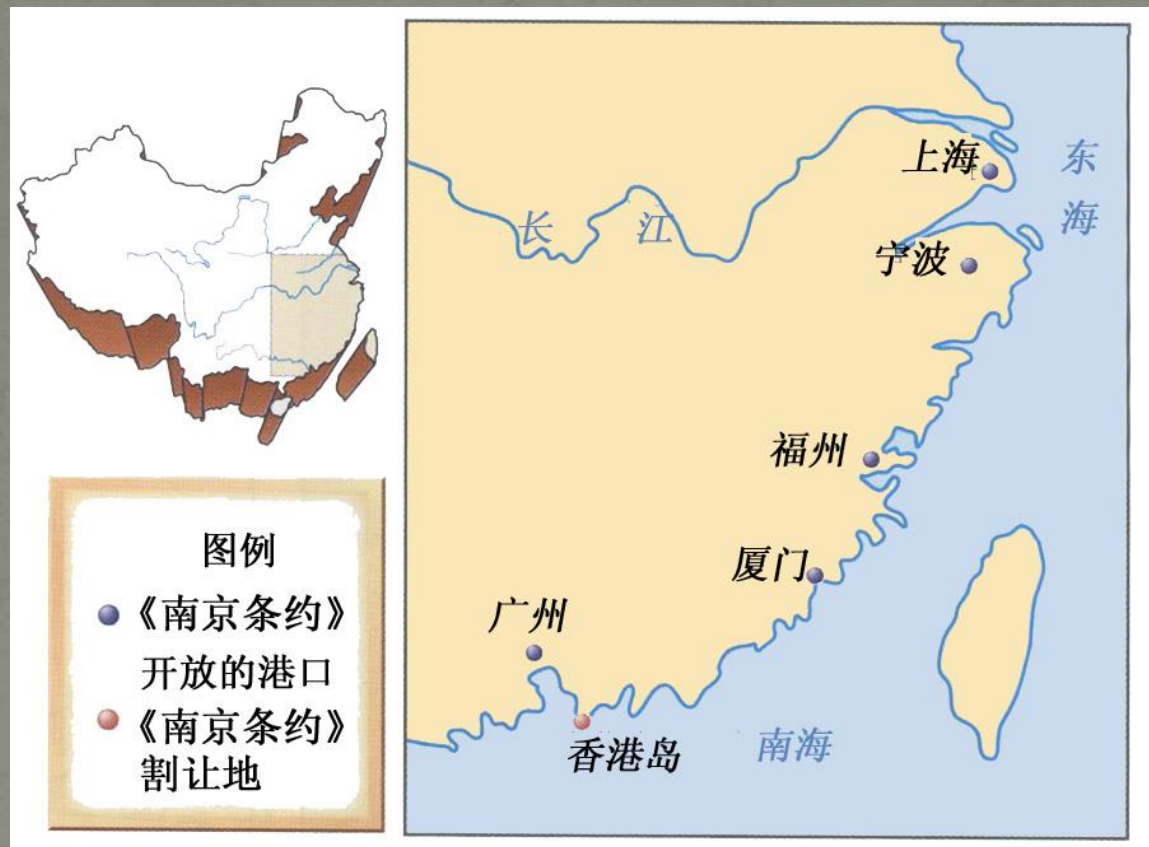 上海
东
海
长 江
宁波
福州
厦门
广州
香港岛
南海
图例
《南京条约》
开放的港口
《南京条约》
割让地